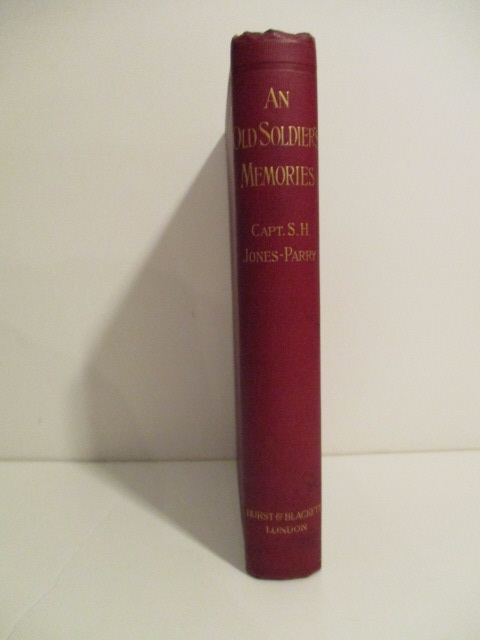 AN
OLD SOLDIER'S
MEMORIES
CAPT. S. H.
JONES-PARRY
HURST & BLACKETT
LONDON